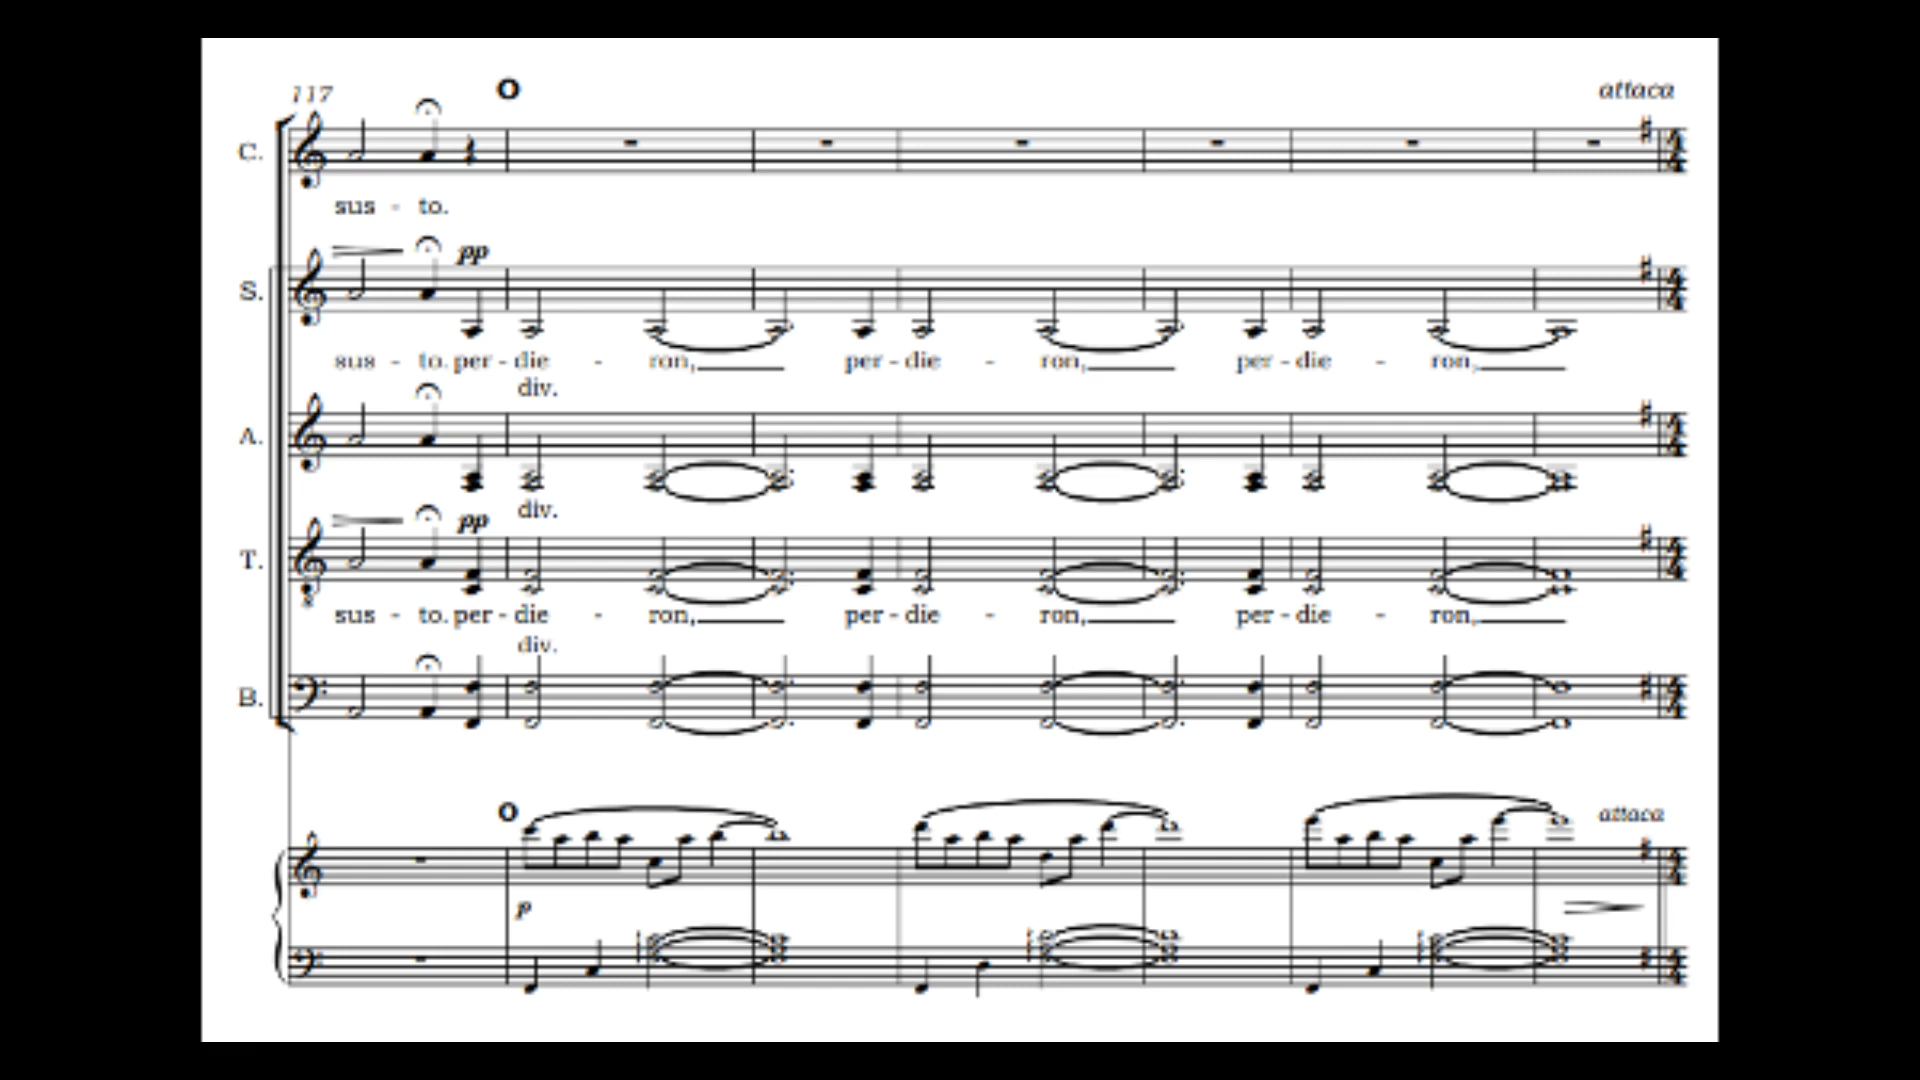 117 O attaca
C.
sus - to.
pp
S.
sus - to. per - die - ron, per - die - ron, per - die - ron,
div.
A.
div.
pp
T.
8
sus - to. per - die - ron, per - die - ron, per - die - ron,
div.
B.
O attaca
p